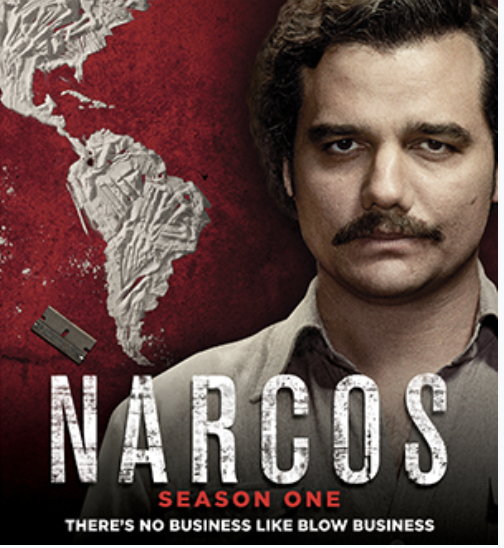 NARCOS
SEASON ONE
THERE'S NO BUSINESS LIKE BLOW BUSINESS